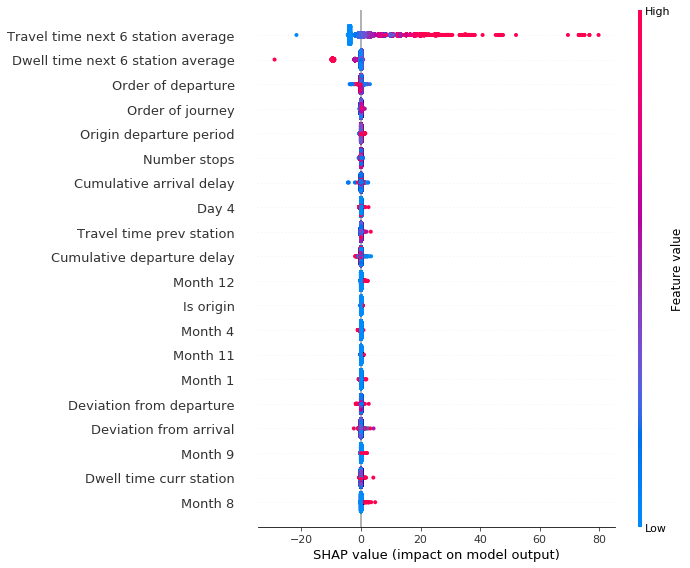 High
Travel time next 6 station average
Dwell time next 6 station average
Order of departure
Order of journey
Origin departure period
Number stops
Cumulative arrival delay
Day 4
Travel time prev station
Cumulative departure delay
Month 12
Is origin
Month 4
Month 11
Month 1
Deviation from departure
Deviation from arrival
Month 9
Dwell time curr station
Month 8
Feature value
Low
−20 0 20 40 60 80
SHAP value (impact on model output)